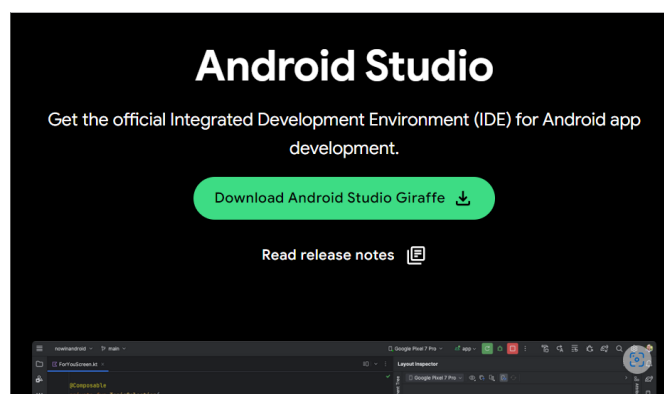 Android Studio
Get the official Integrated Development Environment (IDE) for Android app
development.
Download Android Studio Giraffe
Read release notes
nowinandroid main Google Pixel 7 Pro app
ForYouScreen.kt Layout Inspector
Google Pixel 7 Pro
@Composable